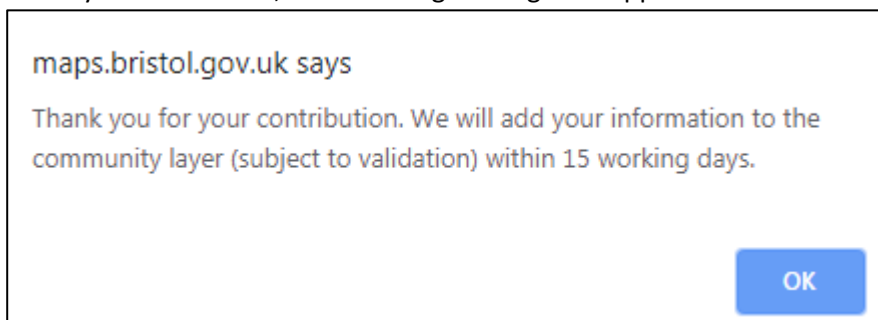 maps.bristol.gov.uk says
Thank you for your contribution. We will add your information to the
community layer (subject to validation) within 15 working days.
OK